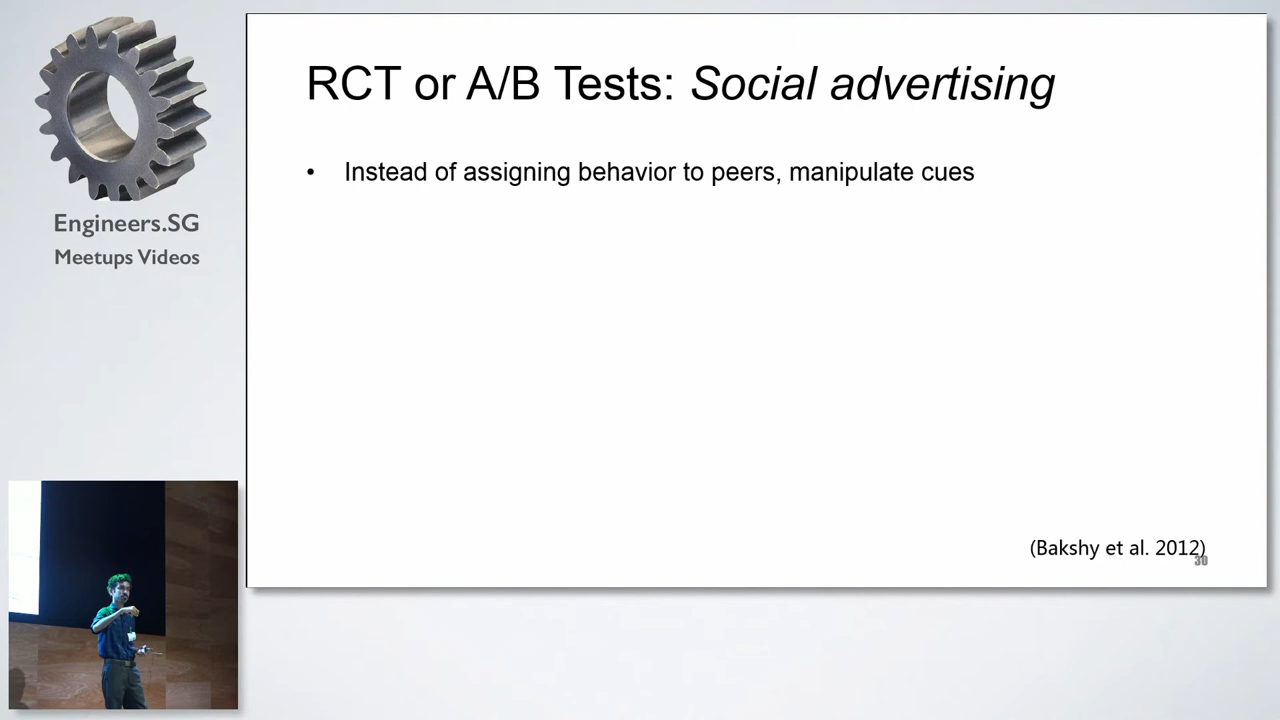 RCT or A/B Tests: Social advertising
• Instead of assigning behavior to peers, manipulate cues
Engineers.SG
Meetups Videos
(Bakshy et al. 2012)
30